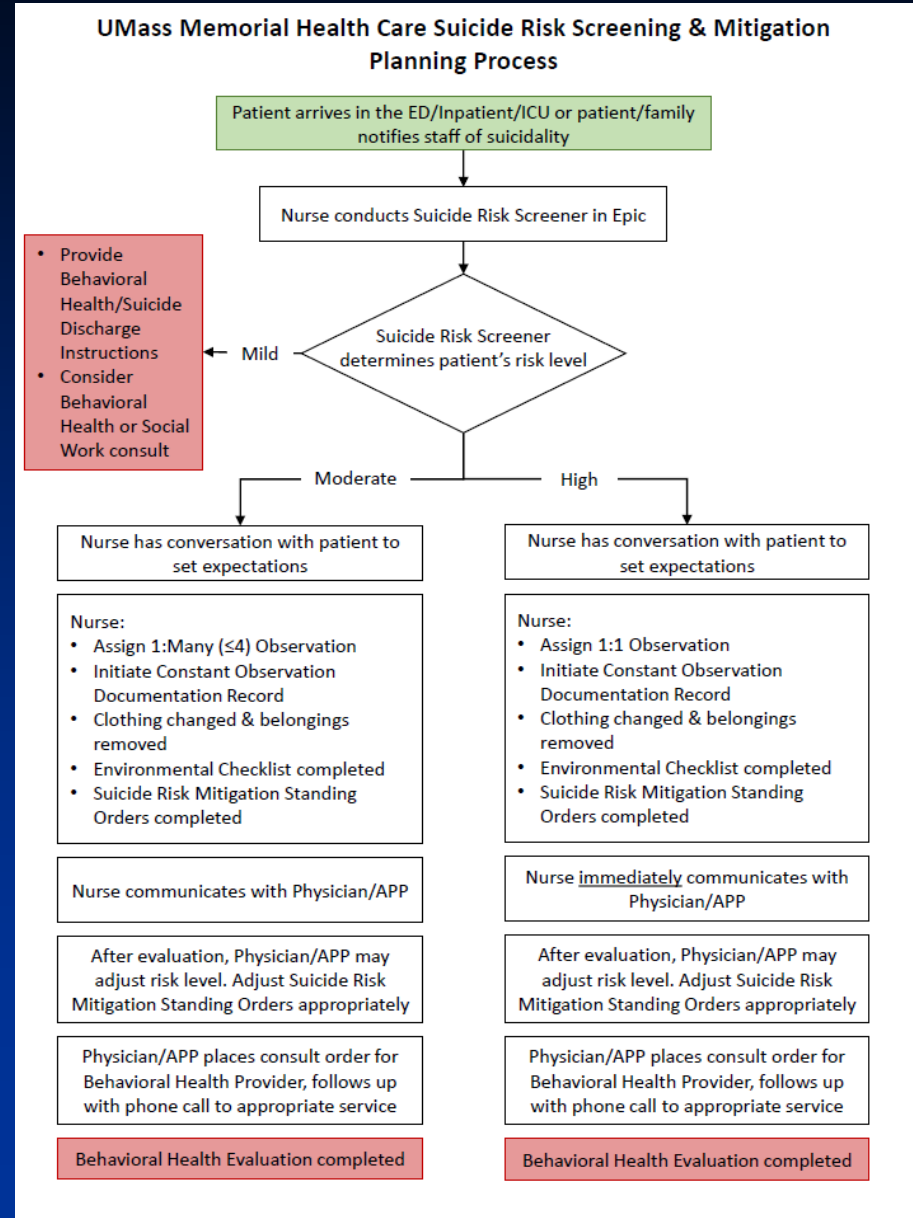 UMass Memorial Health Care Suicide Risk Screening & Mitigation
Planning Process
Patient arrives in the ED/Inpatient/ICU or patient/family
notifies staff of suicidality
Nurse conducts Suicide Risk Screener in Epic
• Provide
Behavioral
Health/Suicide
Discharge
Instructions
• Consider
Behavioral
Health or Social
Work consult
Mild
Suicide Risk Screener
determines patient's risk level
Moderate
High
Nurse has conversation with patient to
set expectations
Nurse:
• Assign 1:Many (≤4) Observation
• Initiate Constant Observation
Documentation Record
• Clothing changed & belongings
removed
• Environmental Checklist completed
• Suicide Risk Mitigation Standing
Orders completed
Nurse communicates with Physician/APP
After evaluation, Physician/APP may
adjust risk level. Adjust Suicide Risk
Mitigation Standing Orders appropriately
Physician/APP places consult order for
Behavioral Health Provider, follows up
with phone call to appropriate service
Behavioral Health Evaluation completed
Nurse has conversation with patient to
set expectations
Nurse:
• Assign 1:1 Observation
• Initiate Constant Observation
Documentation Record
• Clothing changed & belongings
removed
• Environmental Checklist completed
• Suicide Risk Mitigation Standing
Orders completed
Nurse immediately communicates with
Physician/APP
After evaluation, Physician/APP may
adjust risk level. Adjust Suicide Risk
Mitigation Standing Orders appropriately
Physician/APP places consult order for
Behavioral Health Provider, follows up
with phone call to appropriate service
Behavioral Health Evaluation completed